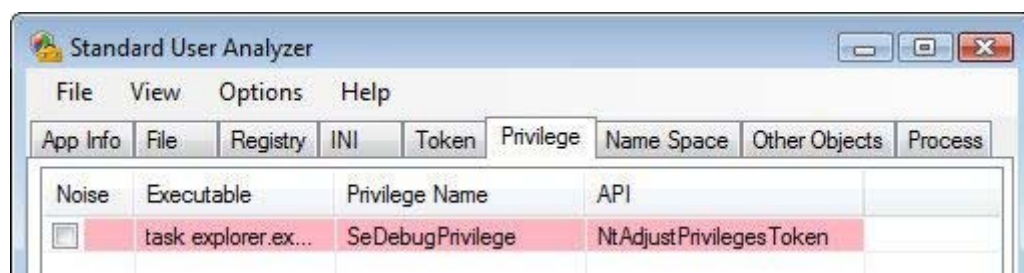 Standard User Analyzer
File View Options Help
App Info File Registry INI Token Privilege Name Space Other Objects Process
Noise Executable Privilege Name API
task explorer.ex... SeDebugPrivilege NtAdjustPrivilegesToken